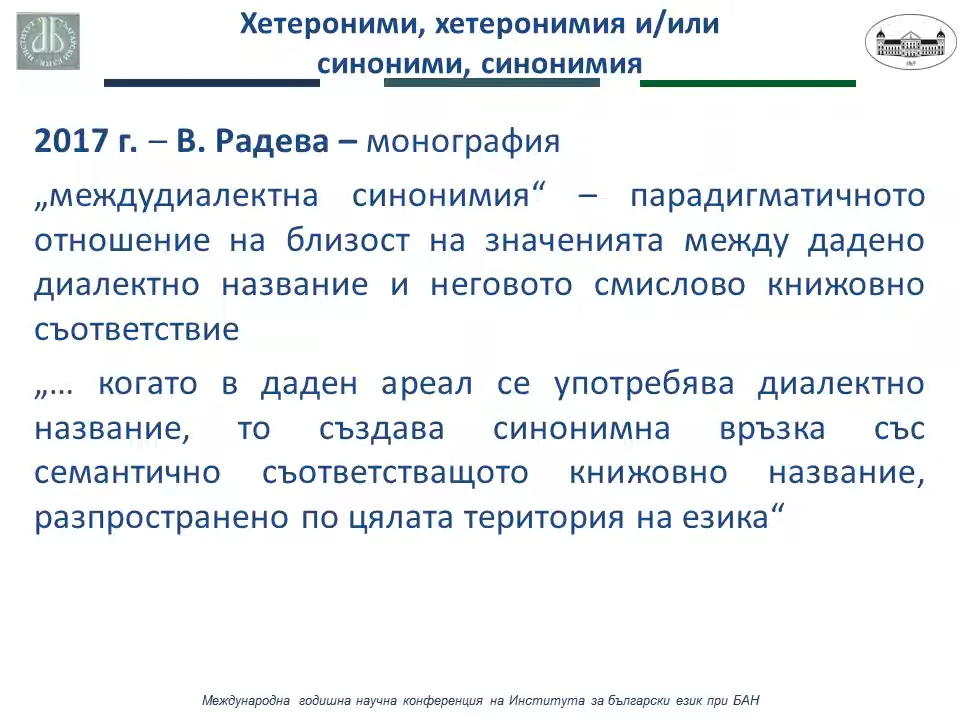 Хетероними, хетеронимия и/или
синоними, синонимия
2017 г. – В. Радева – монография
„междудиалектна синонимия“ – парадигматичното
отношение на близост на значенията между дадено
диалектно название и неговото смислово книжовно
съответствие
„… когато в даден ареал се употребява диалектно
название, то създава синонимна връзка със
семантично съответстващото книжовно название,
разпространено по цялата територия на езика“
Международна годишна научна конференция на Института за български език при БАН